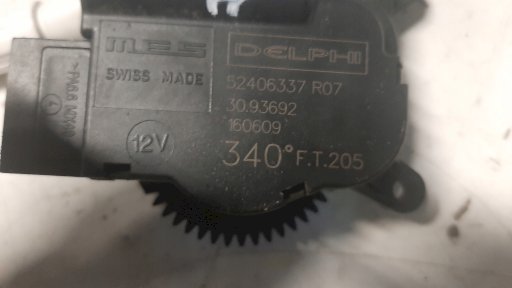 mes DELPHI
SWISS MADE
52406337 R07
30.93692
160609
12V
340° F.T.205